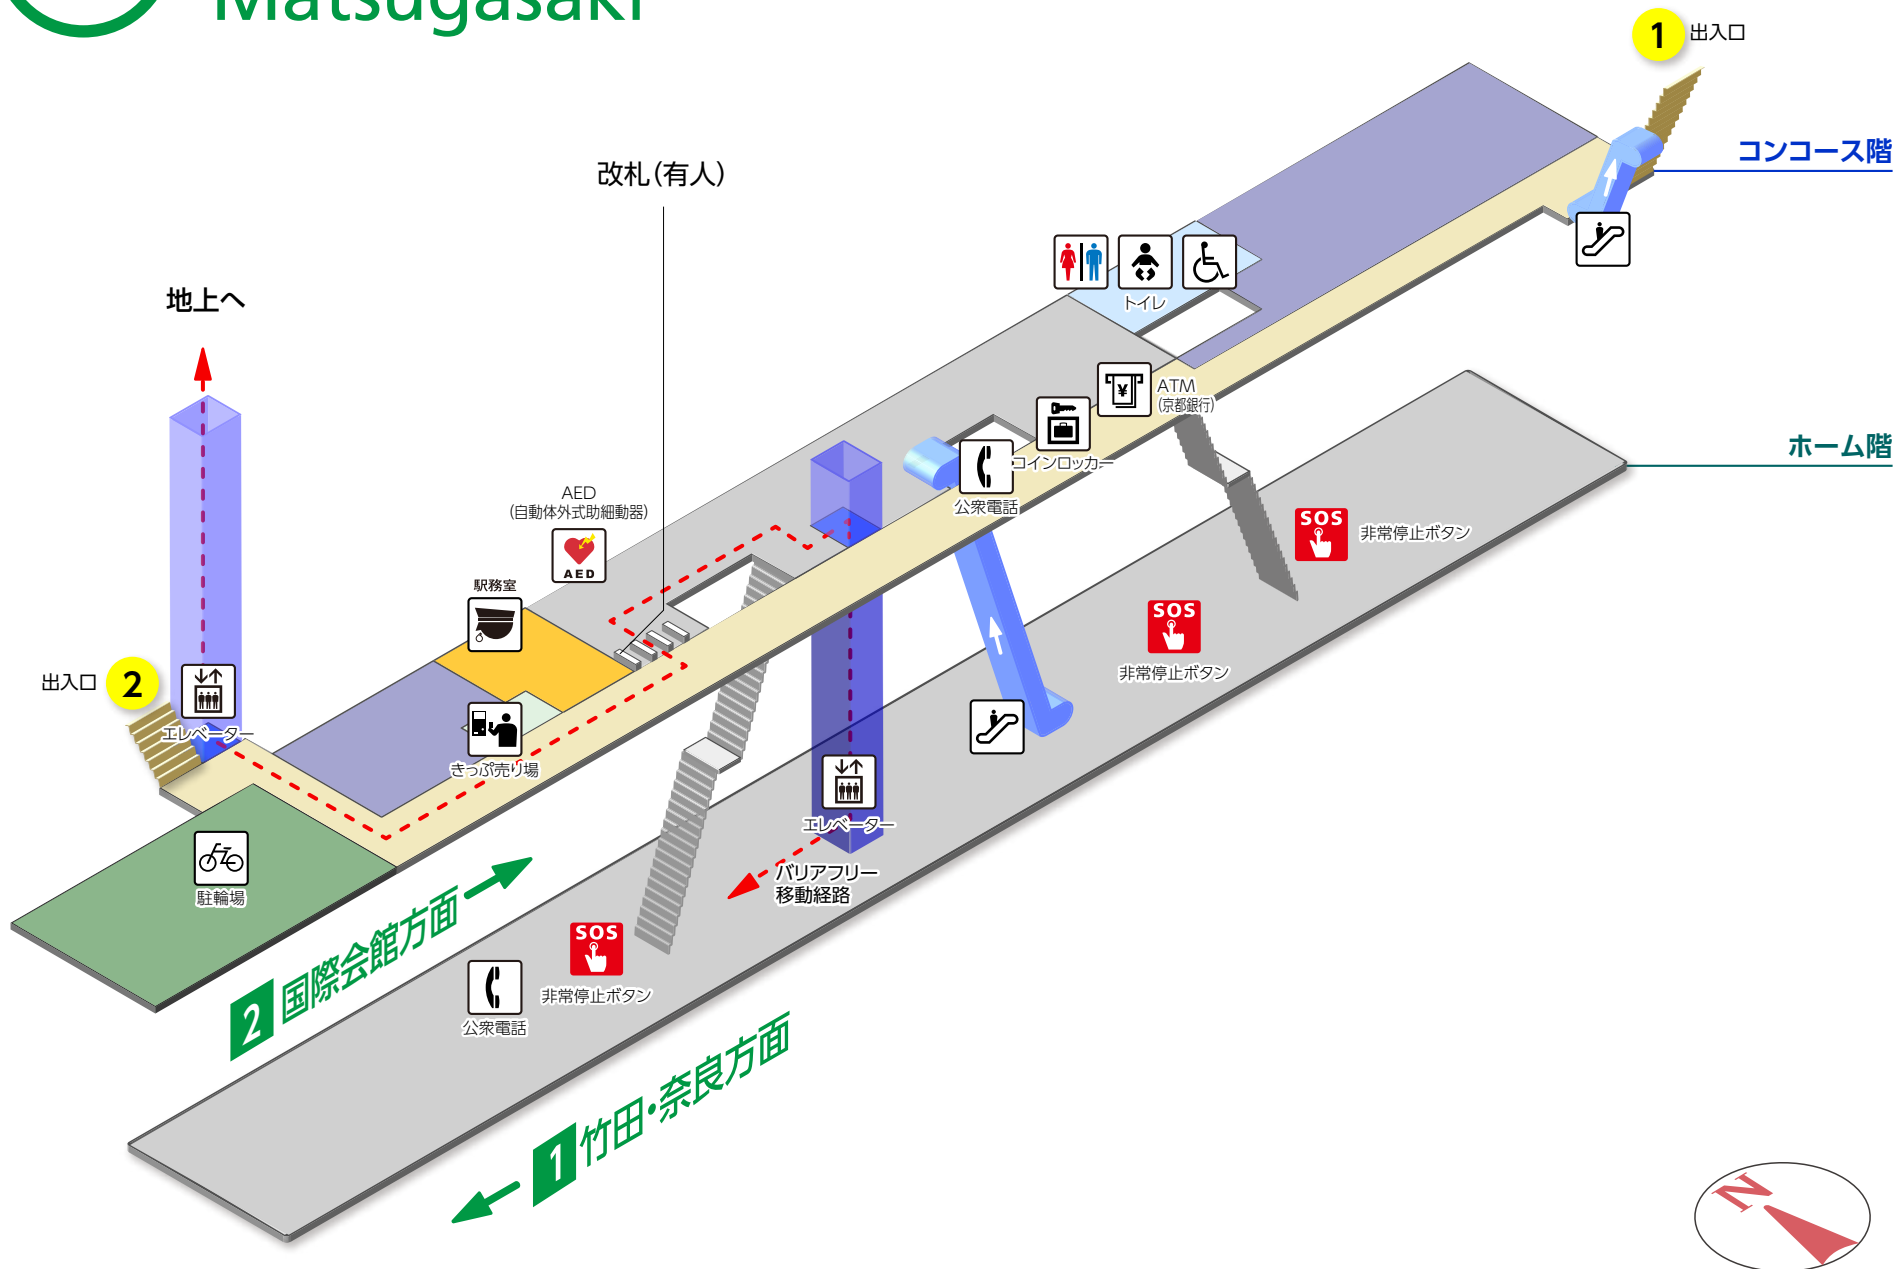 Matsugasaki
1 出入口
コンコース階
改札(有人)
トイレ
地上へ
ATM
(京都銀行)
ホーム階
コインロッカー
公衆電話
AED
(自動体外式助細動器)
AED
SOS
非常停止ボタン
駅務室
SOS
非常停止ボタン
出入口 2
エレベーター
きっぷ売り場
エレベーター
バリアフリー
移動経路
駐輪場
2 国際会館方面
SOS
非常停止ボタン
公衆電話
1 竹田・奈良方面
N